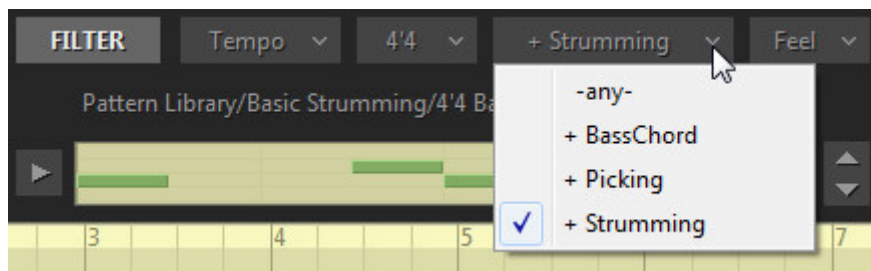 FILTER Tempo 4'4 + Strumming Feel
-any-
Pattern Library/Basic Strumming/4'4 Ba
+ BassChord
+ Picking
+ Strumming
3 4 5 7